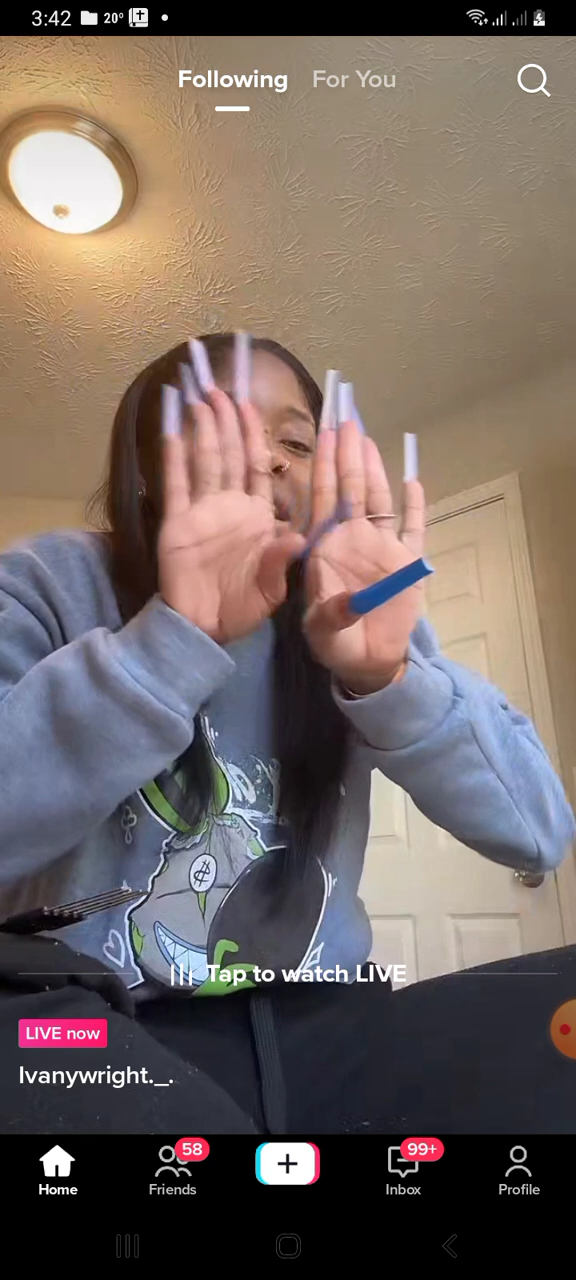 3:42 20°
Following For You
Tap to watch LIVE
LIVE now
Ivanywright._.
58 99+
Home Friends Inbox Profile